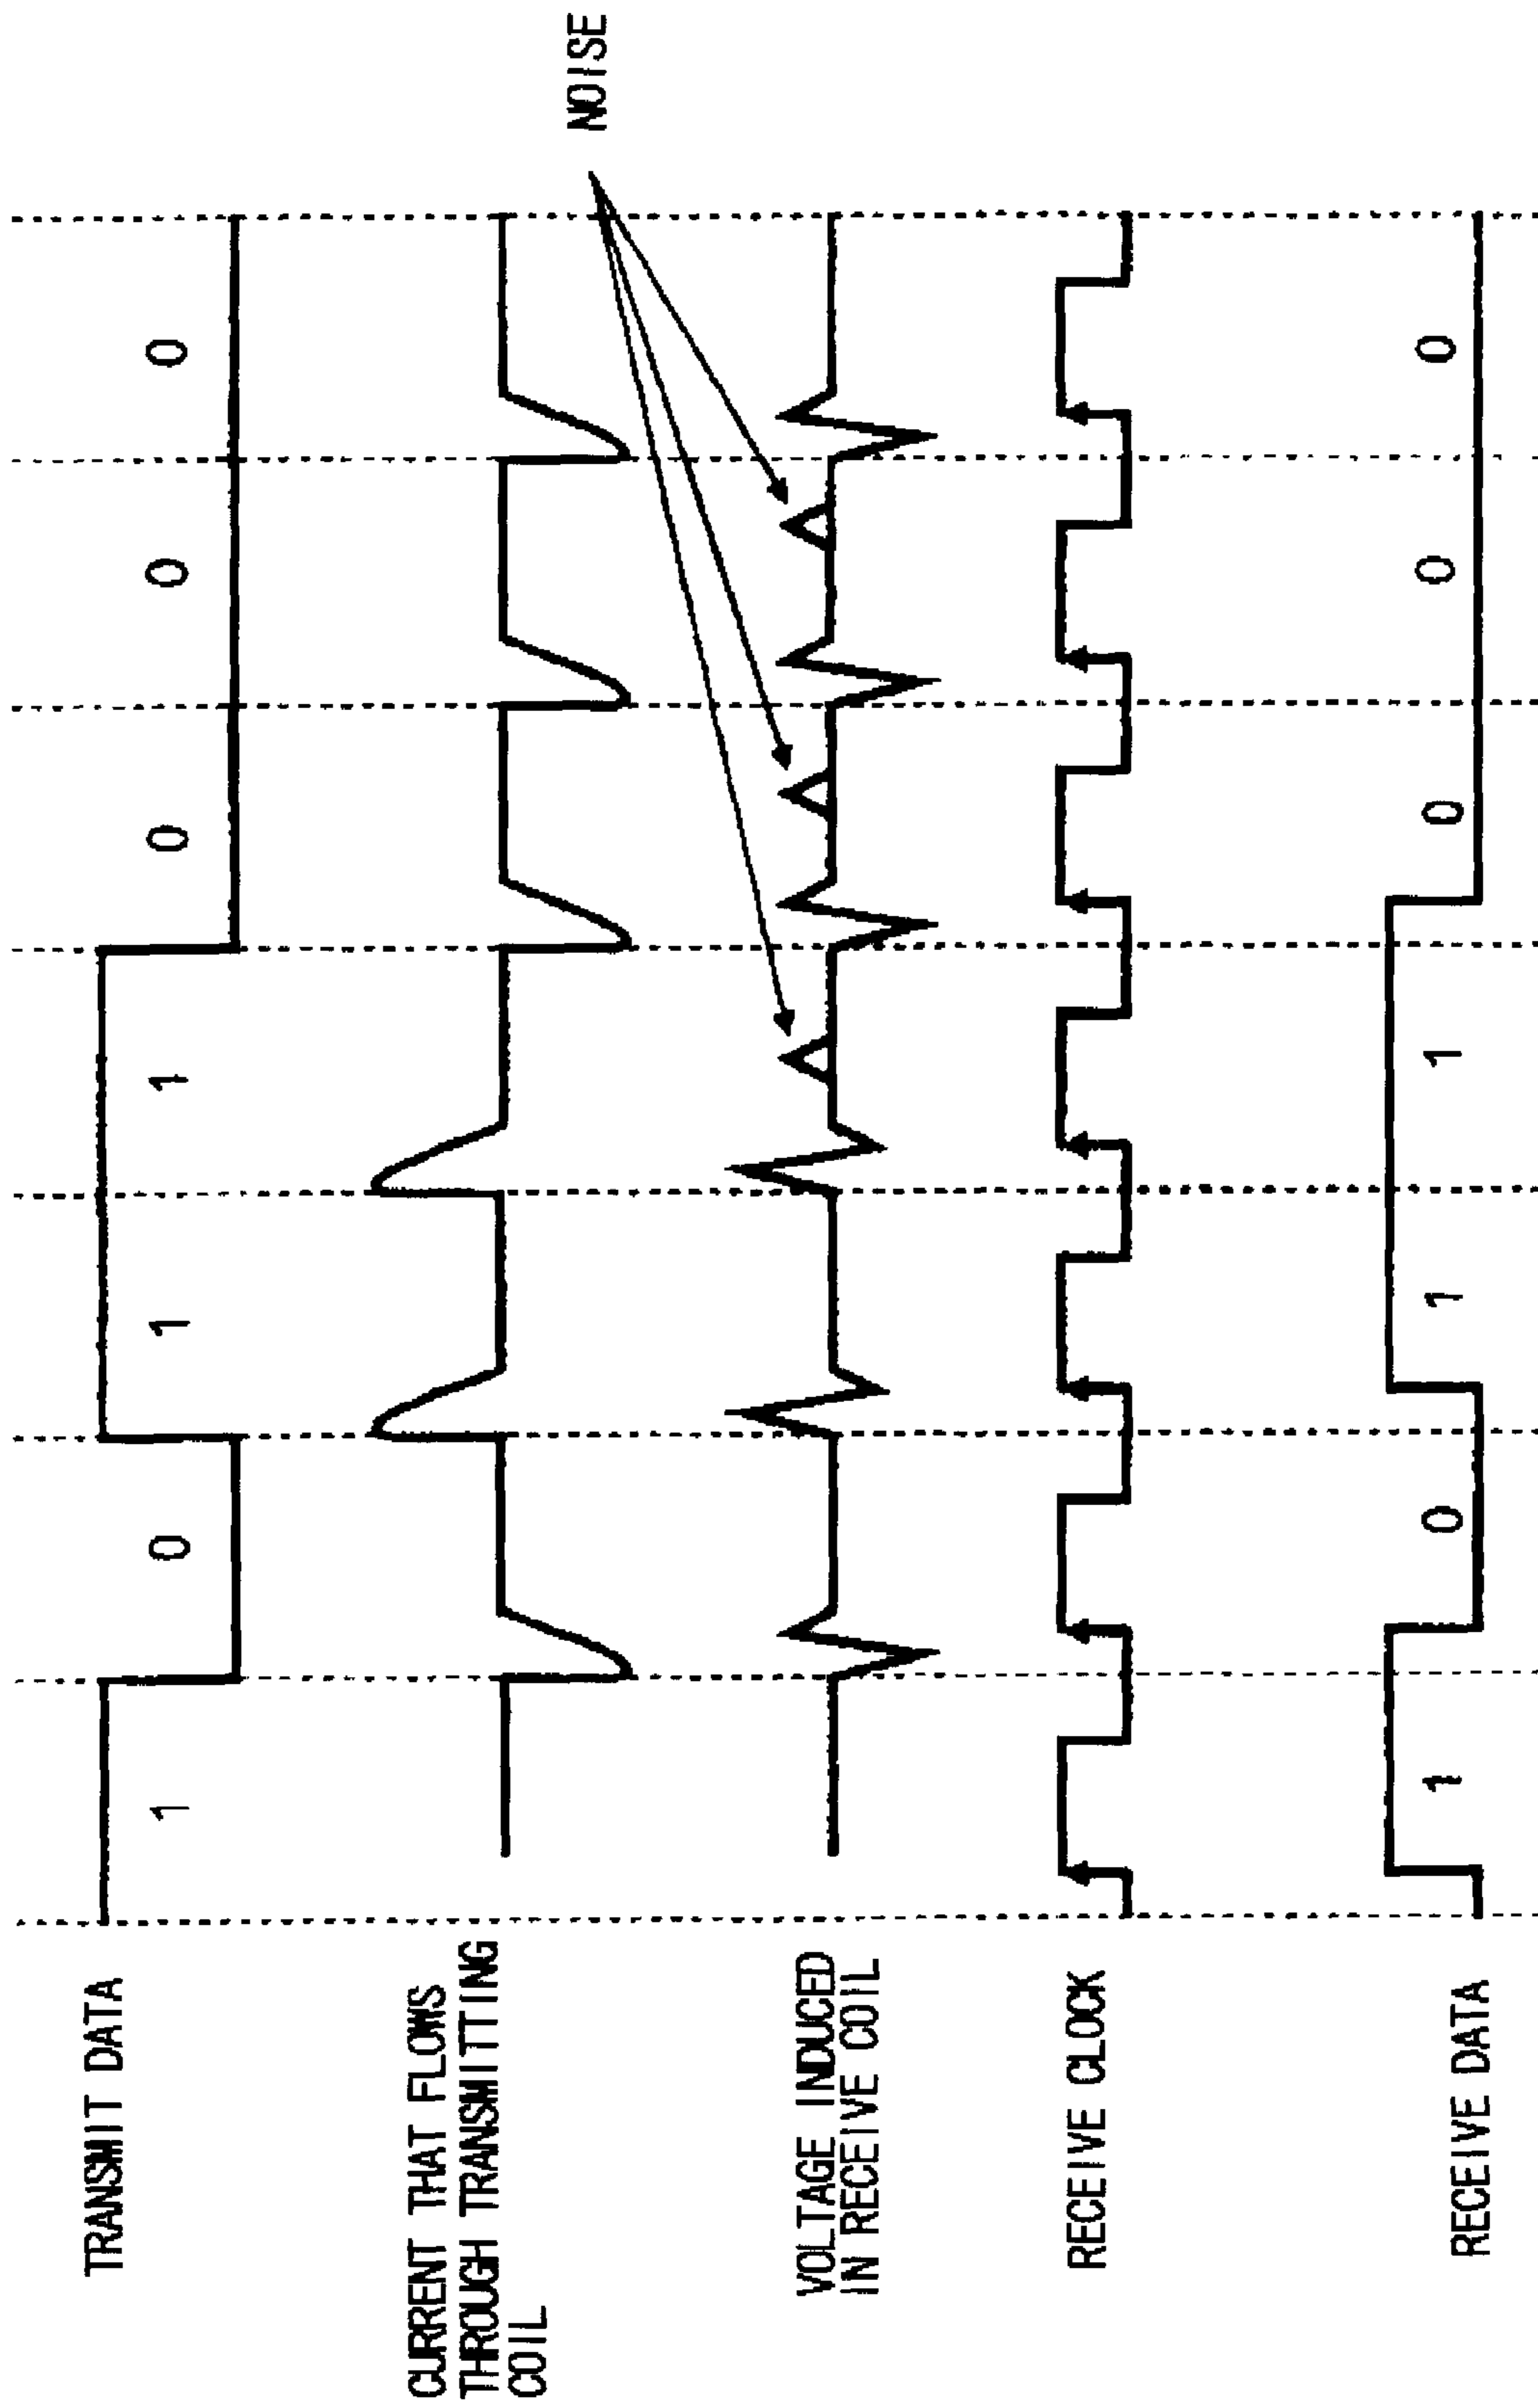 TRANSMIT DATA
1 0 1 1 0 0 0
CURRENT THAT FLOWS
THROUGH TRANSMITTING
COIL
NOISE
VOLTAGE INDUCED
IN RECEIVE COIL
RECEIVE CLOCK
RECEIVE DATA
1 0 1 1 0 0 0